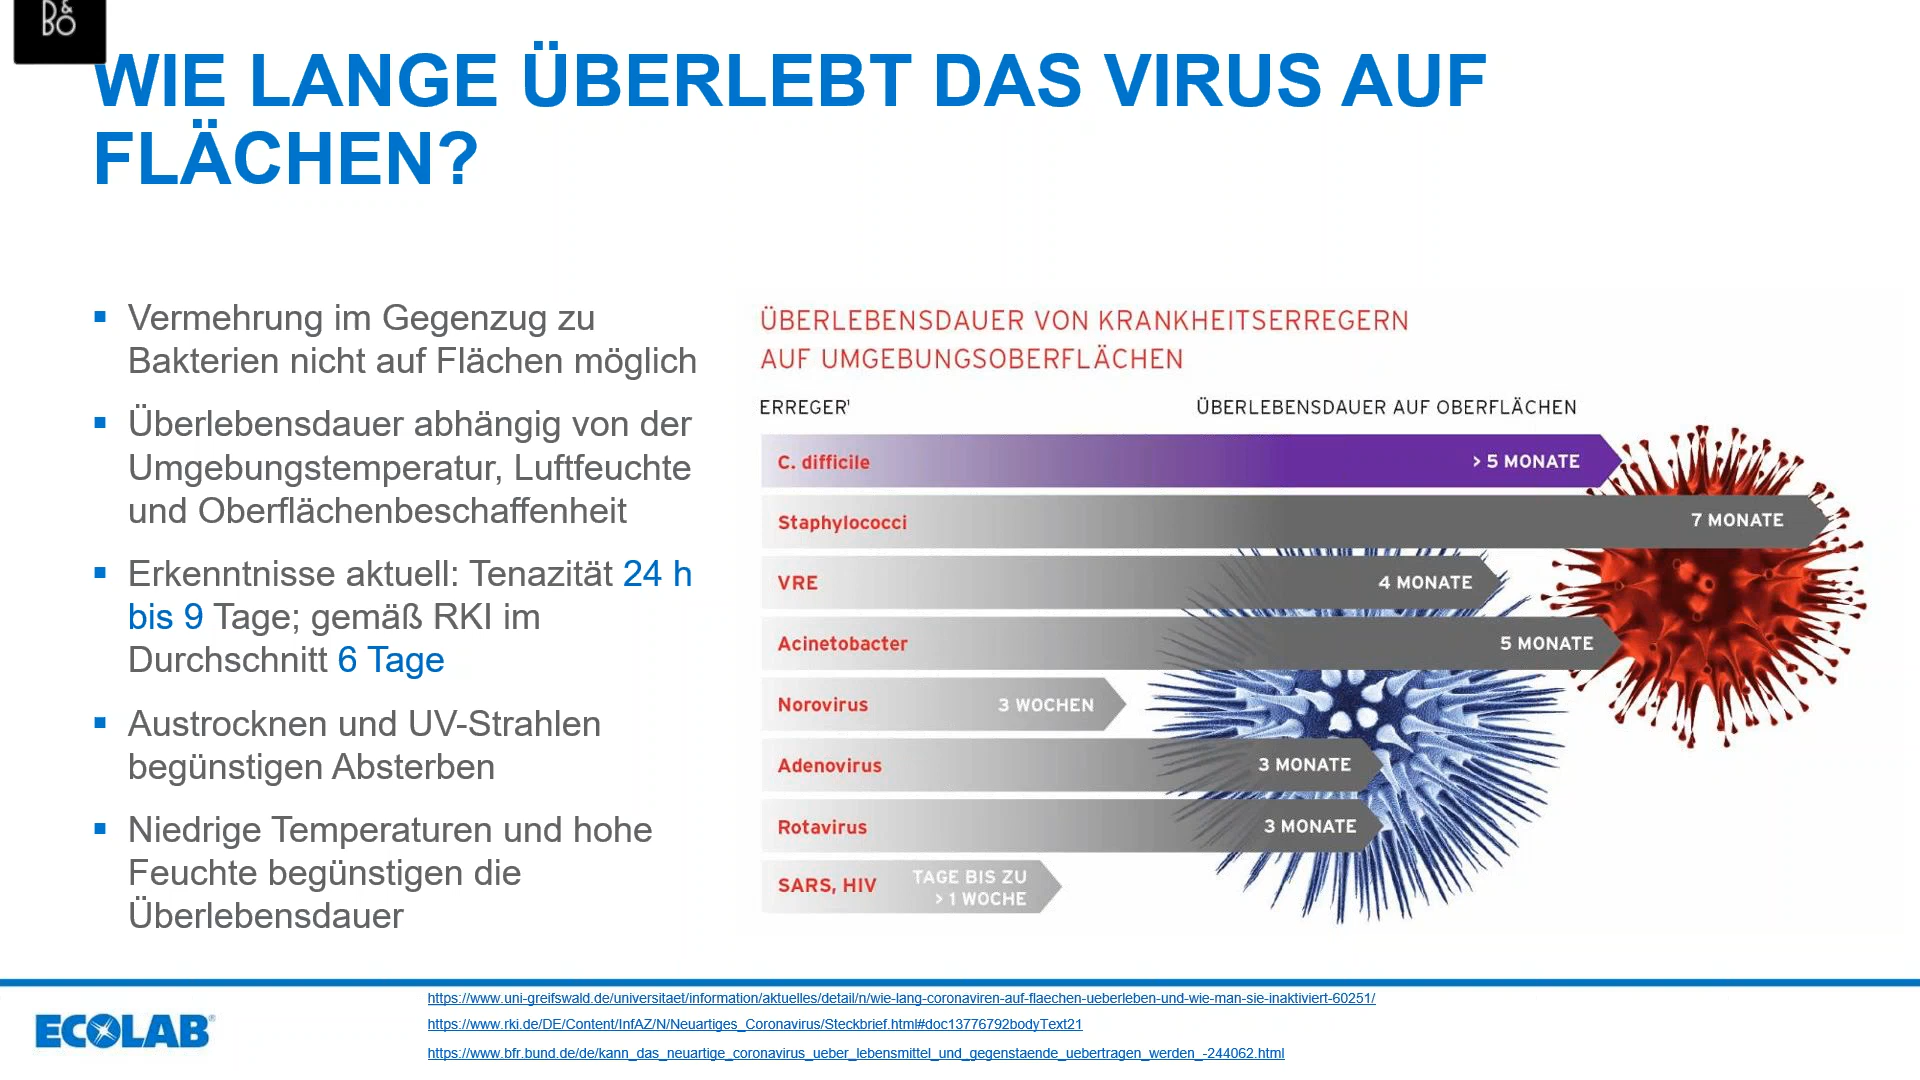 B&O
WIE LANGE ÜBERLEBT DAS VIRUS AUF
FLÄCHEN?
▪ Vermehrung im Gegenzug zu
Bakterien nicht auf Flächen möglich
▪ Überlebensdauer abhängig von der
Umgebungstemperatur, Luftfeuchte
und Oberflächenbeschaffenheit
▪ Erkenntnisse aktuell: Tenazität 24 h
bis 9 Tage; gemäß RKI im
Durchschnitt 6 Tage
▪ Austrocknen und UV-Strahlen
begünstigen Absterben
▪ Niedrige Temperaturen und hohe
Feuchte begünstigen die
Überlebensdauer
ÜBERLEBENSDAUER VON KRANKHEITSERREGERN
AUF UMGEBUNGSOBERFLÄCHEN
ERREGER¹ ÜBERLEBENSDAUER AUF OBERFLÄCHEN
C. difficile > 5 MONATE
Staphylococci 7 MONATE
VRE 4 MONATE
Acinetobacter 5 MONATE
Norovirus 3 WOCHEN
Adenovirus 3 MONATE
Rotavirus 3 MONATE
SARS, HIV TAGE BIS ZU
> 1 WOCHE
ECOLAB®
https://www.uni-greifswald.de/universitaet/information/aktuelles/detail/n/wie-lang-coronaviren-auf-flaechen-ueberleben-und-wie-man-sie-inaktiviert-60251/
https://www.rki.de/DE/Content/InfAZ/N/Neuartiges_Coronavirus/Steckbrief.html#doc13776792bodyText21
https://www.bfr.bund.de/de/kann_das_neuartige_coronavirus_ueber_lebensmittel_und_gegenstaende_uebertragen_werden_-244062.html